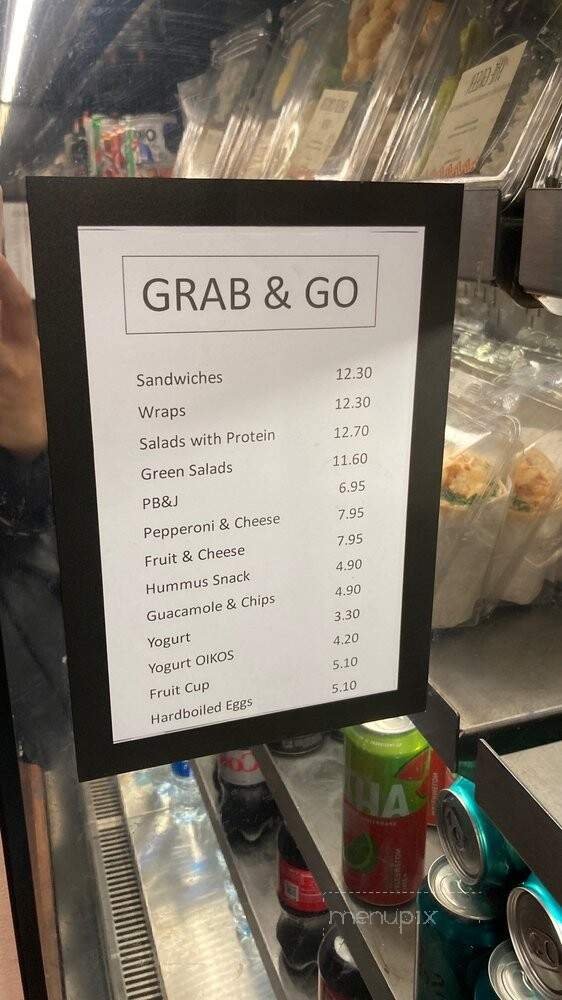 GRAB & GO
Sandwiches 12.30
Wraps 12.30
Salads with Protein 12.70
Green Salads 11.60
PB&J 6.95
Pepperoni & Cheese 7.95
Fruit & Cheese 7.95
Hummus Snack 4.90
Guacamole & Chips 4.90
Yogurt 3.30
Yogurt OIKOS 4.20
Fruit Cup 5.10
Hardboiled Eggs 5.10
menupix